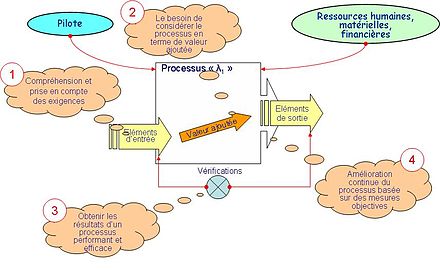 Pilote
2
Le besoin de
considérer le
processus en
terme de valeur
ajoutée
Ressources humaines,
matérielles,
financières
1
Compréhension et
prise en compte
des exigences
Processus « λ, »
Eléments
d'entrée
Valeur ajoutée
Eléments
de sortie
Vérifications
3
Obtenir les
résultats d'un
processus
performant et
efficace
4
Amélioration
continue du
processus basée
sur des mesures
objectives